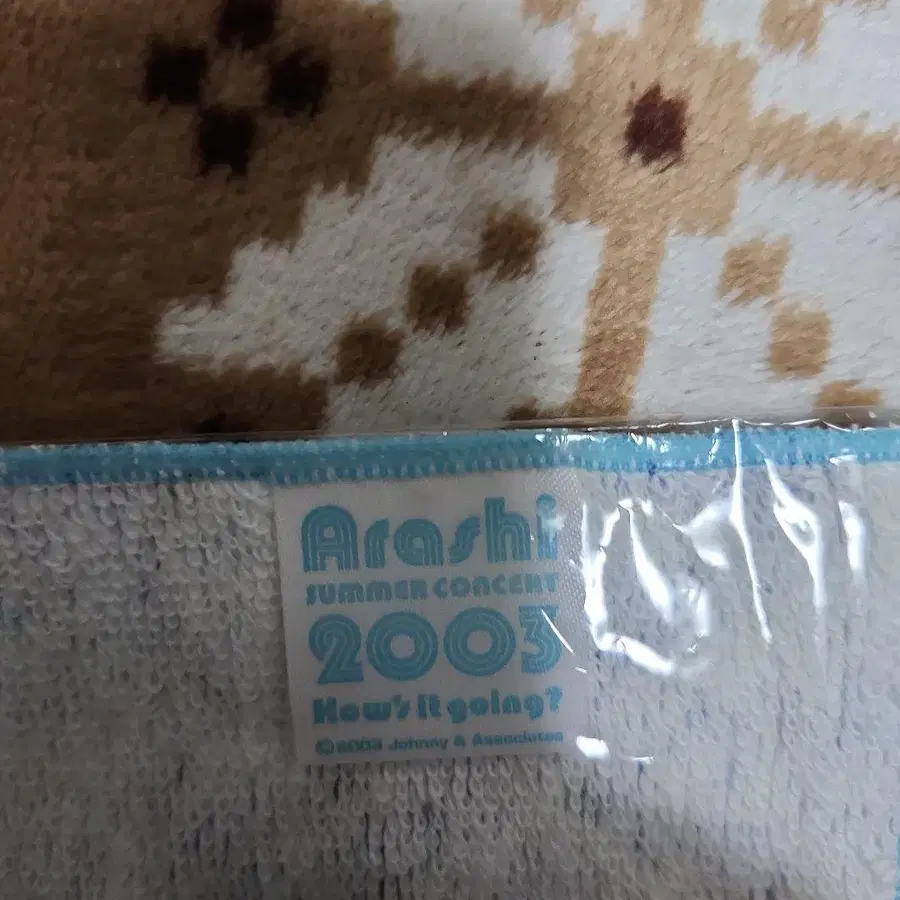 Arashi
SUMMER CONCERT
2003
How's it going?
©2003 Johnny & Associates